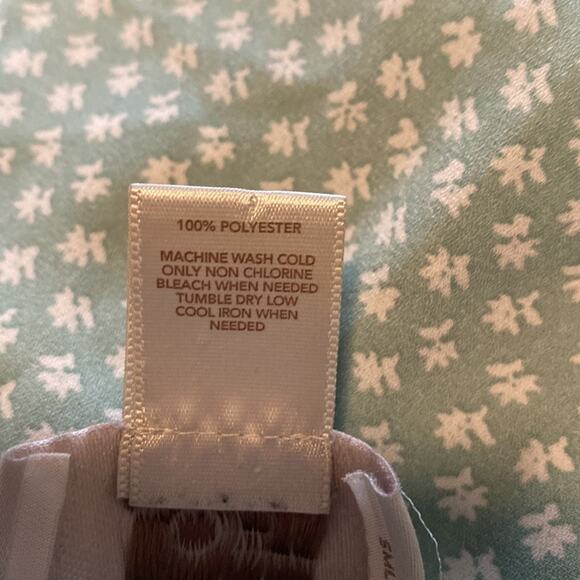 100% POLYESTER
MACHINE WASH COLD
ONLY NON CHLORINE
BLEACH WHEN NEEDED
TUMBLE DRY LOW
COOL IRON WHEN
NEEDED